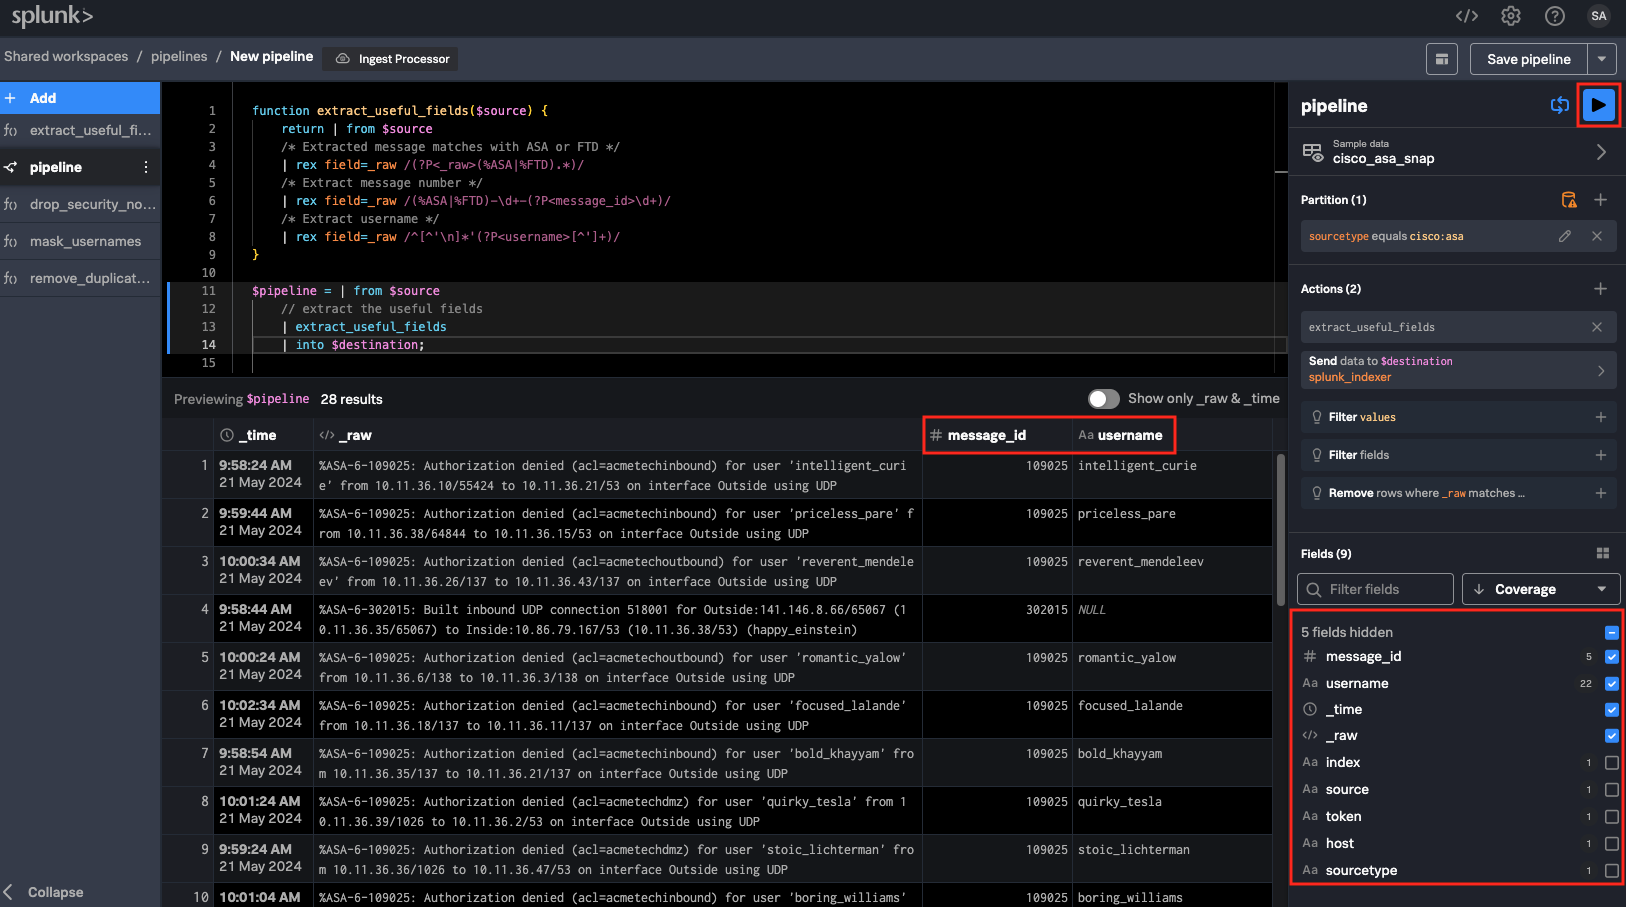 splunk>
SA
Shared workspaces / pipelines / New pipeline
Ingest Processor
Save pipeline
+ Add
extract_useful_fi...
pipeline
drop_security_no...
mask_usernames
remove_duplicat...
Collapse
1 function extract_useful_fields($source) {
2 return | from $source
3 /* Extracted message matches with ASA or FTD */
4 | rex field=_raw /(?P<_raw>(%ASA|%FTD).*)/
5 /* Extract message number */
6 | rex field=_raw /(%ASA|%FTD)-\d+-(?P<message_id>\d+)/
7 /* Extract username */
8 | rex field=_raw /^[^'\n]*'(?P<username>[^']+)/
9 }
10
11 $pipeline = | from $source
12 // extract the useful fields
13 | extract_useful_fields
14 | into $destination;
15
Previewing $pipeline 28 results
Show only _raw & _time
_time </> _raw # message_id Aa username
1 9:58:24 AM %ASA-6-109025: Authorization denied (acl=acmetechinbound) for user 'intelligent_curi 109025 intelligent_curie
21 May 2024 e' from 10.11.36.10/55424 to 10.11.36.21/53 on interface Outside using UDP
2 9:59:44 AM %ASA-6-109025: Authorization denied (acl=acmetechinbound) for user 'priceless_pare' f 109025 priceless_pare
21 May 2024 rom 10.11.36.38/64844 to 10.11.36.15/53 on interface Outside using UDP
3 10:00:34 AM %ASA-6-109025: Authorization denied (acl=acmetechoutbound) for user 'reverent_mendele 109025 reverent_mendeleev
21 May 2024 ev' from 10.11.36.26/137 to 10.11.36.43/137 on interface Outside using UDP
4 9:58:44 AM %ASA-6-302015: Built inbound UDP connection 518001 for Outside:141.146.8.66/65067 (1 302015 NULL
21 May 2024 0.11.36.35/65067) to Inside:10.86.79.167/53 (10.11.36.38/53) (happy_einstein)
5 10:00:24 AM %ASA-6-109025: Authorization denied (acl=acmetechoutbound) for user 'romantic_yalow' 109025 romantic_yalow
21 May 2024 from 10.11.36.6/138 to 10.11.36.3/138 on interface Outside using UDP
6 10:02:34 AM %ASA-6-109025: Authorization denied (acl=acmetechoutbound) for user 'focused_lalande' 109025 focused_lalande
21 May 2024 from 10.11.36.18/137 to 10.11.36.11/137 on interface Outside using UDP
7 9:58:54 AM %ASA-6-109025: Authorization denied (acl=acmetechinbound) for user 'bold_khayyam' fro 109025 bold_khayyam
21 May 2024 m 10.11.36.35/137 to 10.11.36.21/137 on interface Outside using UDP
8 10:01:24 AM %ASA-6-109025: Authorization denied (acl=acmetechdmz) for user 'quirky_tesla' from 1 109025 quirky_tesla
21 May 2024 0.11.36.39/1026 to 10.11.36.2/53 on interface Outside using UDP
9 9:59:24 AM %ASA-6-109025: Authorization denied (acl=acmetechdmz) for user 'stoic_lichterman' fro 109025 stoic_lichterman
21 May 2024 m 10.11.36.36/1026 to 10.11.36.47/53 on interface Outside using UDP
10 10:01:04 AM %ASA-6-109025: Authorization denied (acl=acmetechinbound) for user 'boring_williams' 109025 boring_williams
pipeline
Sample data
cisco_asa_snap
Partition (1)
sourcetype equals cisco:asa
Actions (2)
extract_useful_fields
Send data to $destination
splunk_indexer
Filter values
Filter fields
Remove rows where _raw matches ...
Fields (9)
Filter fields
Coverage
5 fields hidden
# message_id 5
Aa username 22
_time
</> _raw
Aa index 1
Aa source 1
Aa token 1
Aa host 1
Aa sourcetype 1